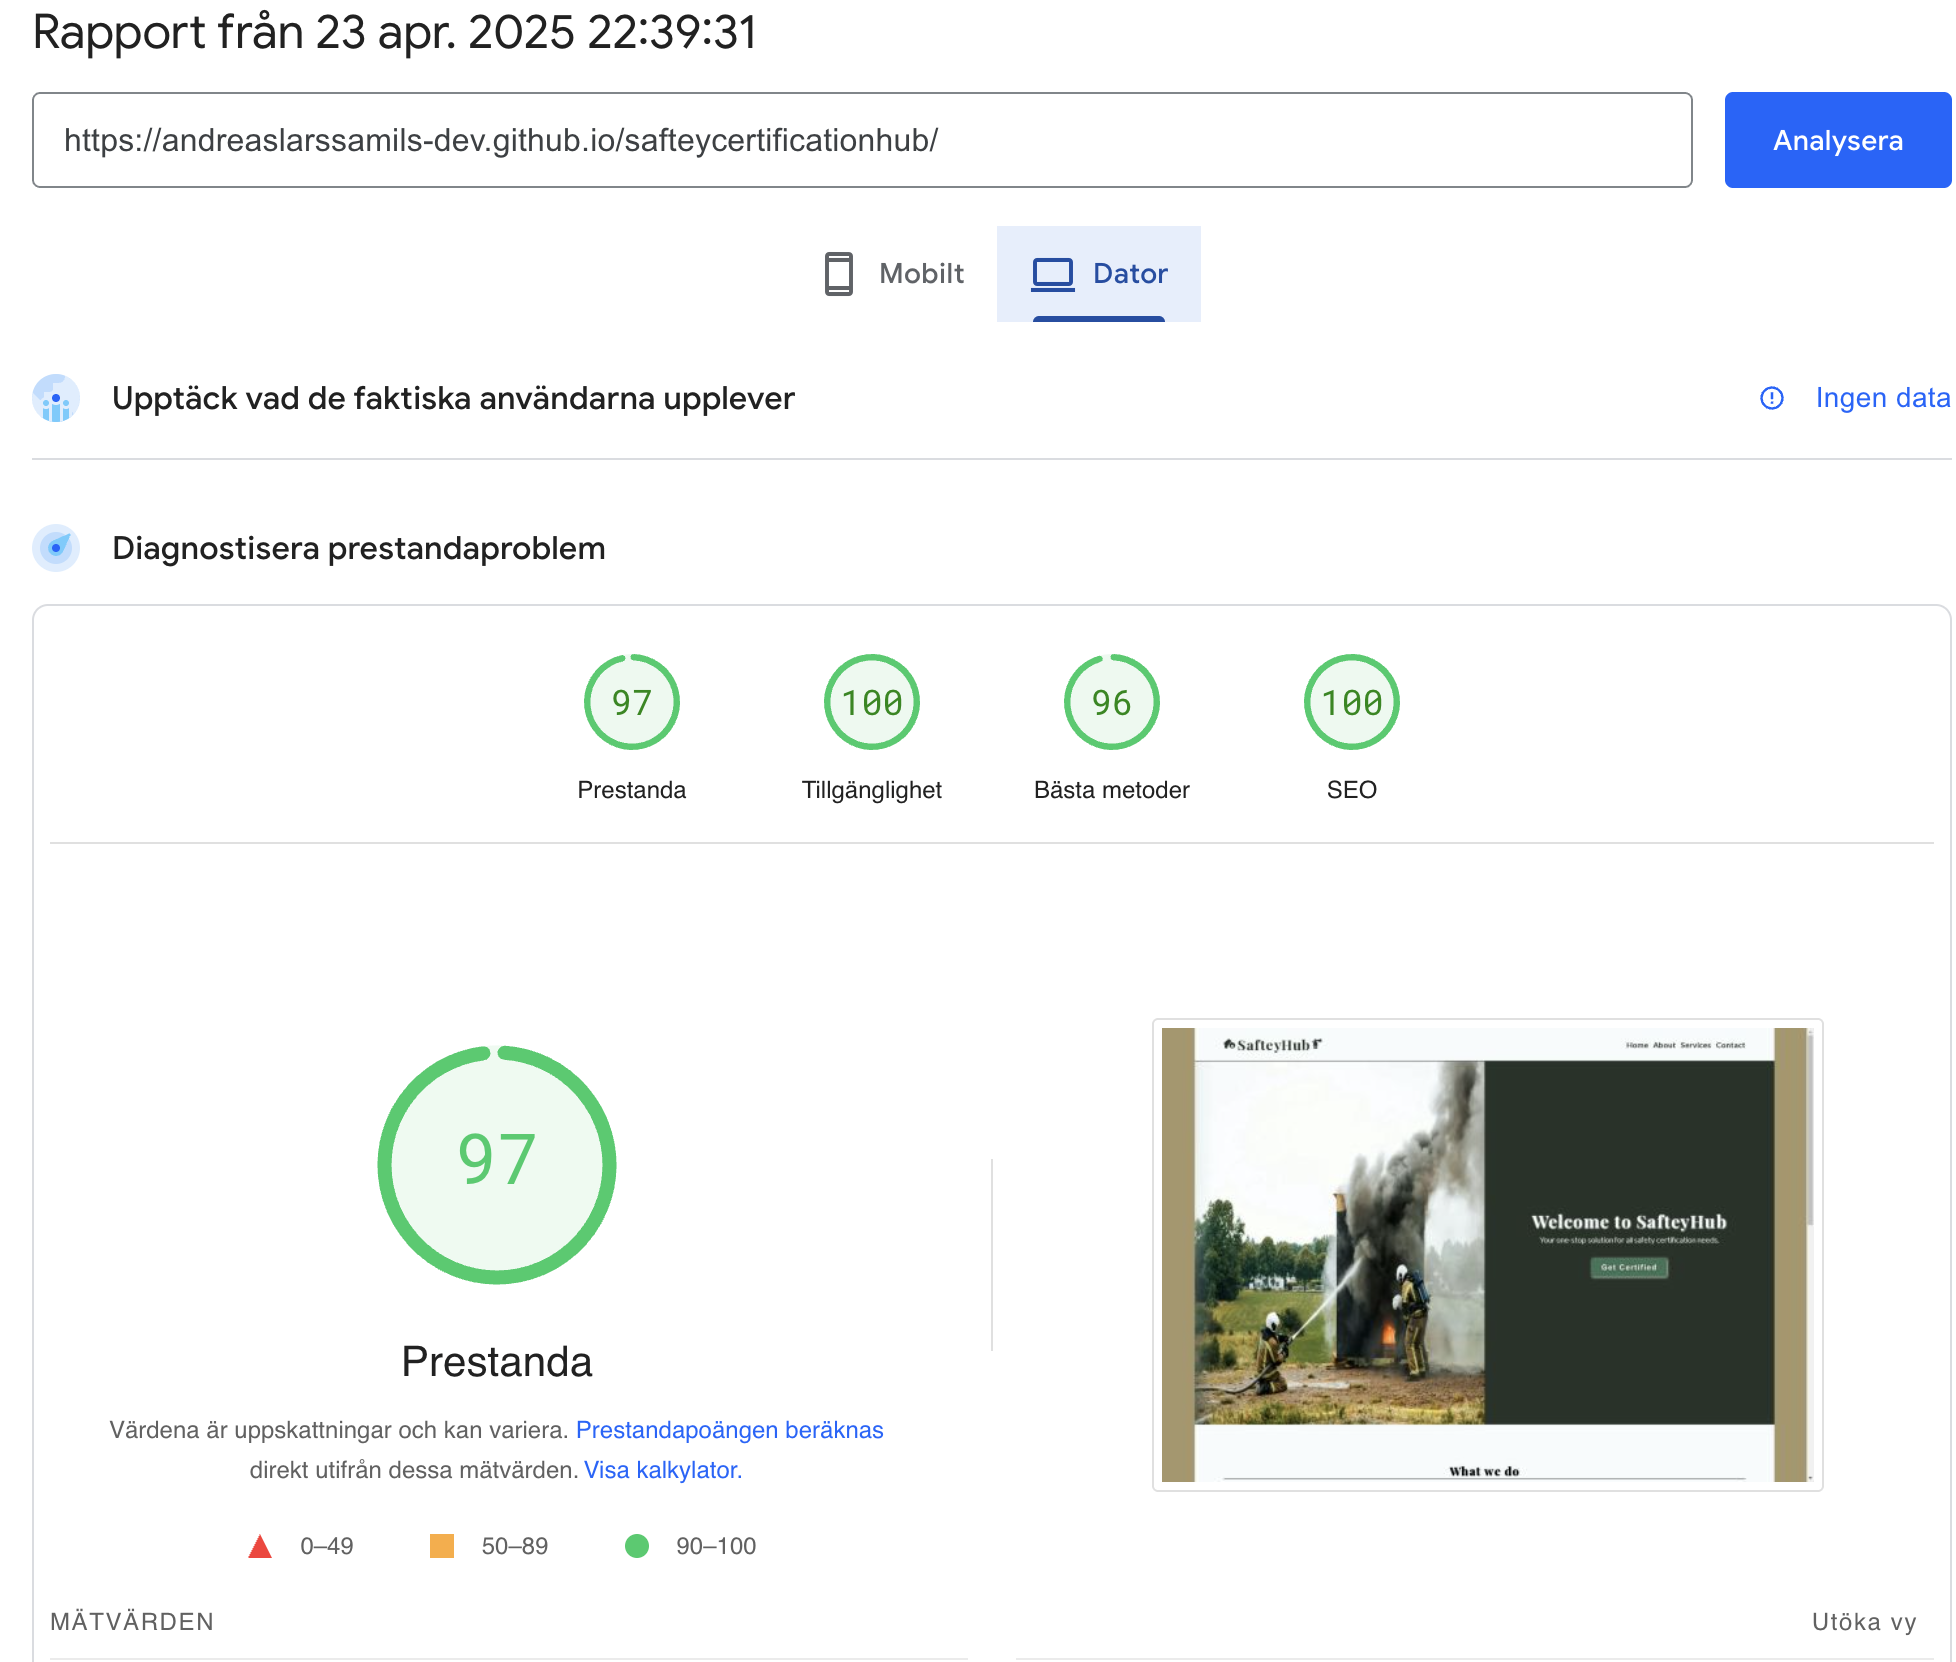 Rapport från 23 apr. 2025 22:39:31
https://andreaslarssamils-dev.github.io/safteycertificationhub/
Analysera
Mobilt
Dator
Upptäck vad de faktiska användarna upplever
Ingen data
Diagnostisera prestandaproblem
97
100
96
100
Prestanda
Tillgänglighet
Bästa metoder
SEO
97
Prestanda
Värdena är uppskattningar och kan variera. Prestandapoängen beräknas
direkt utifrån dessa mätvärden. Visa kalkylator.
0–49
50–89
90–100
SafteyHub
Home About Services Contact
Welcome to SafteyHub
Your one-stop solution for all safety certification needs.
Get Certified
What we do
MÄTVÄRDEN
Utöka vy